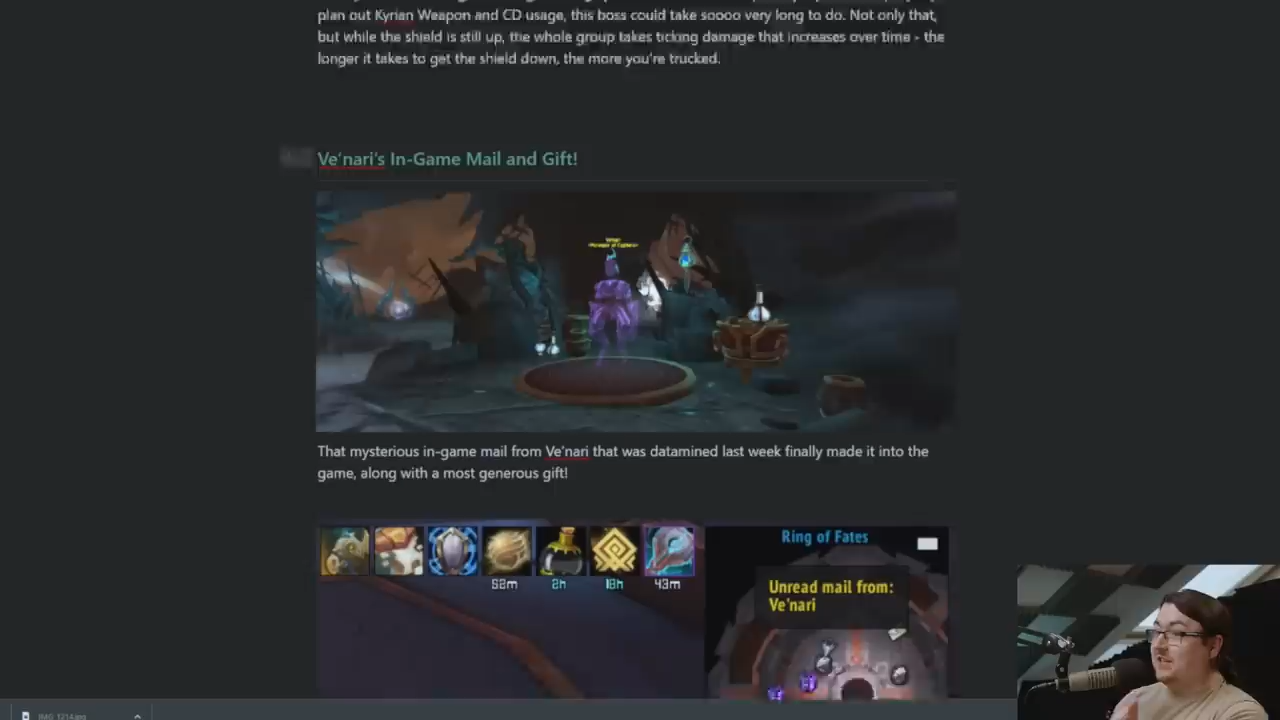 plan out Kyrian Weapon and CD usage, this boss could take soooo very long to do. Not only that,
but while the shield is still up, the whole group takes ticking damage that increases over time - the
longer it takes to get the shield down, the more you're trucked.
Ve'nari's In-Game Mail and Gift!
That mysterious in-game mail from Ve'nari that was datamined last week finally made it into the
game, along with a most generous gift!
52m
2h
18h
43m
Ring of Fates
Unread mail from:
Ve'nari
IMG_1214.jpg